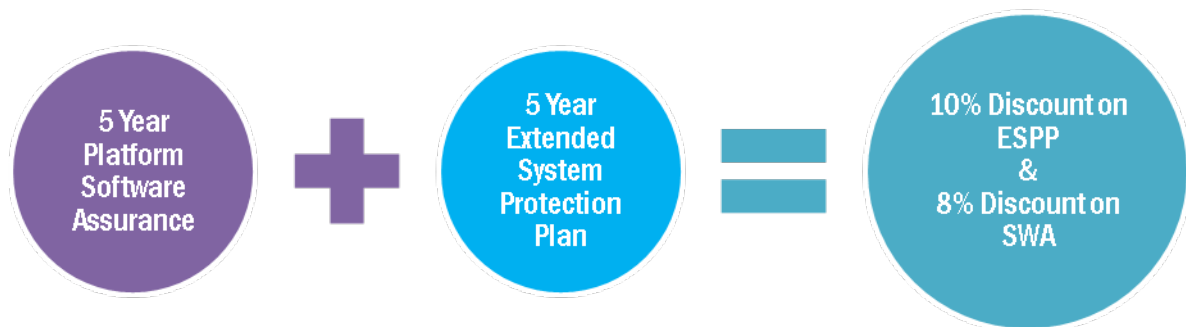 5 Year
Platform
Software
Assurance
5 Year
Extended
System
Protection
Plan
10% Discount on
ESPP
&
8% Discount on
SWA